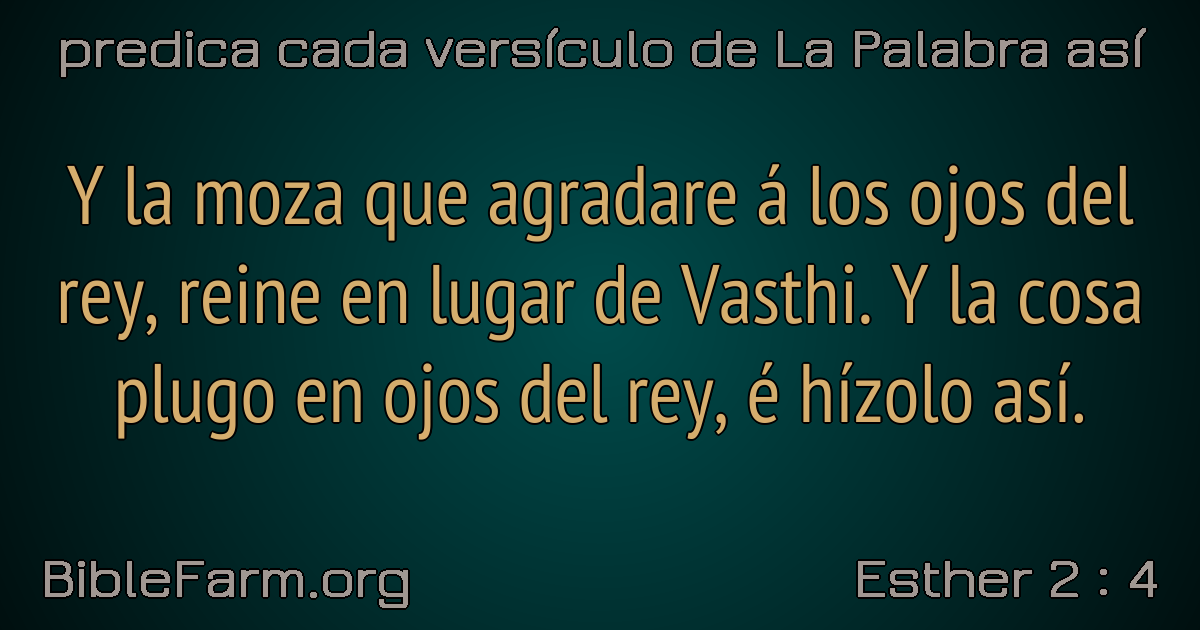 predica cada versículo de La Palabra así
Y la moza que agradare á los ojos del
rey, reine en lugar de Vasthi. Y la cosa
plugo en ojos del rey, é hízolo así.
BibleFarm.org
Esther 2 : 4